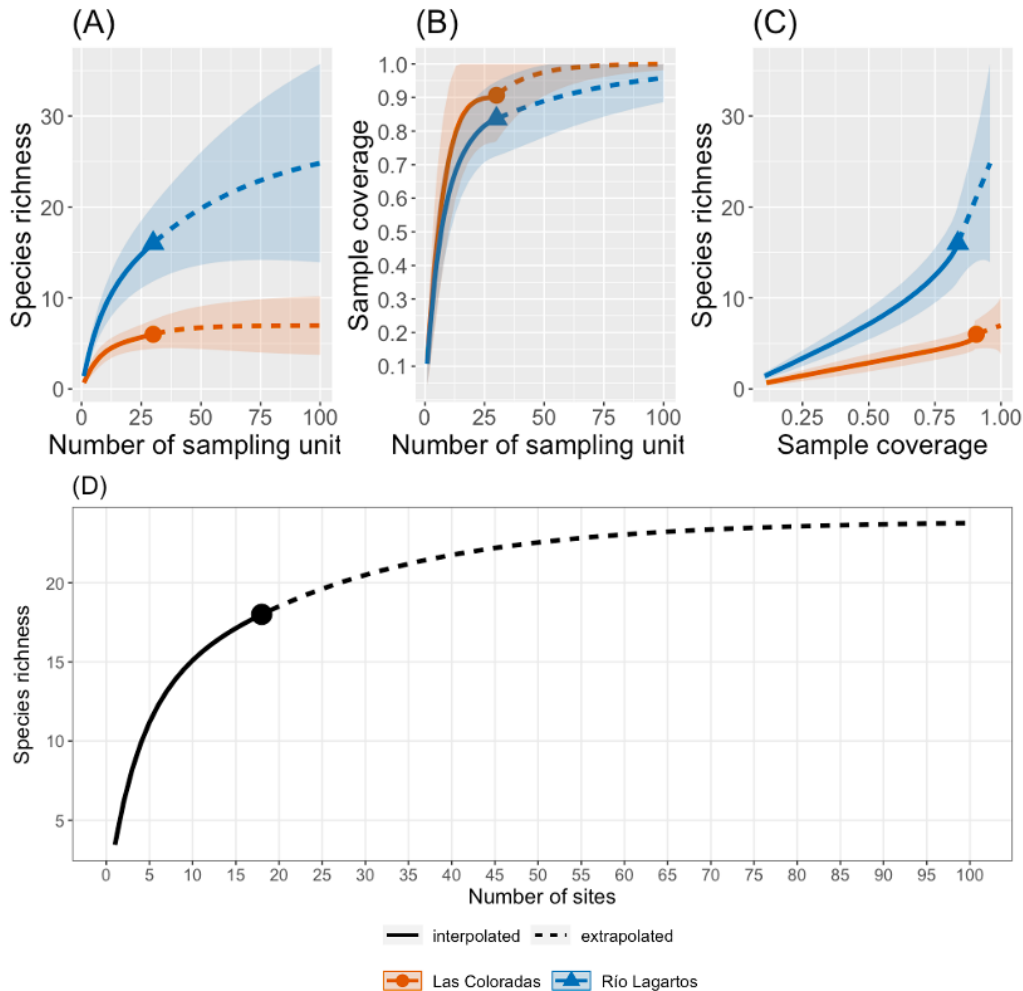 (A)
Species richness
30
20
10
0
0 25 50 75 100
Number of sampling unit
(B)
Sample coverage
1.0
0.9
0.8
0.7
0.6
0.5
0.4
0.3
0.2
0.1
0 25 50 75 100
Number of sampling unit
(C)
Species richness
30
20
10
0
0.25 0.50 0.75 1.00
Sample coverage
(D)
Species richness
20
15
10
5
0 5 10 15 20 25 30 35 40 45 50 55 60 65 70 75 80 85 90 95 100
Number of sites
interpolated extrapolated
Las Coloradas Río Lagartos